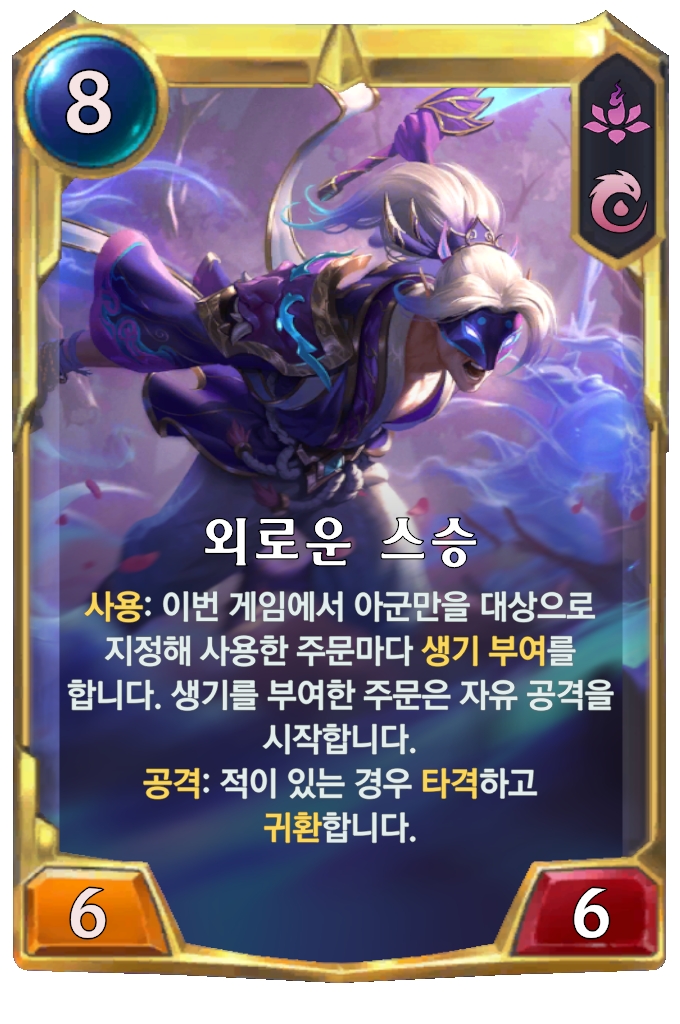 8
외로운 스승
사용: 이번 게임에서 아군만을 대상으로
지정해 사용한 주문마다 생기 부여를
합니다. 생기를 부여한 주문은 자유 공격을
시작합니다.
공격: 적이 있는 경우 타격하고
귀환합니다.
6
6